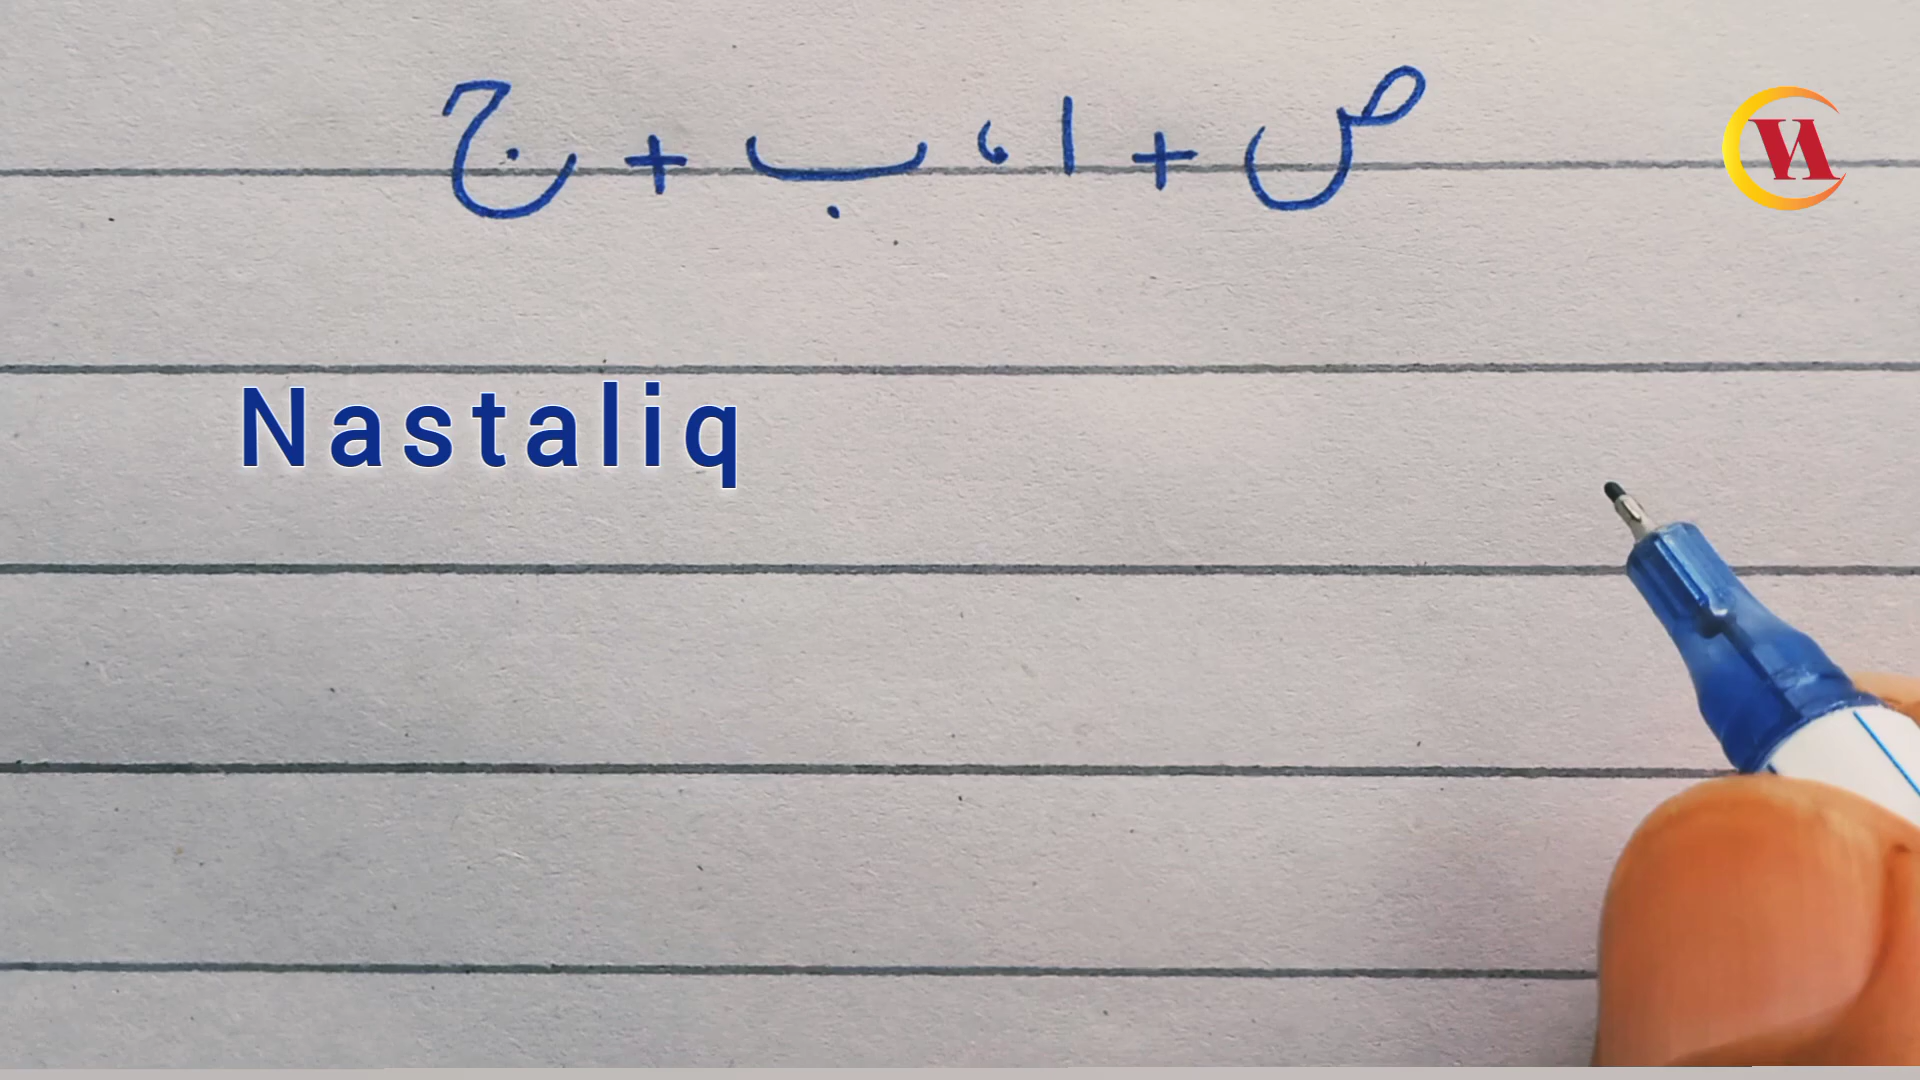 ص + ا ، ب + ج
Nastaliq